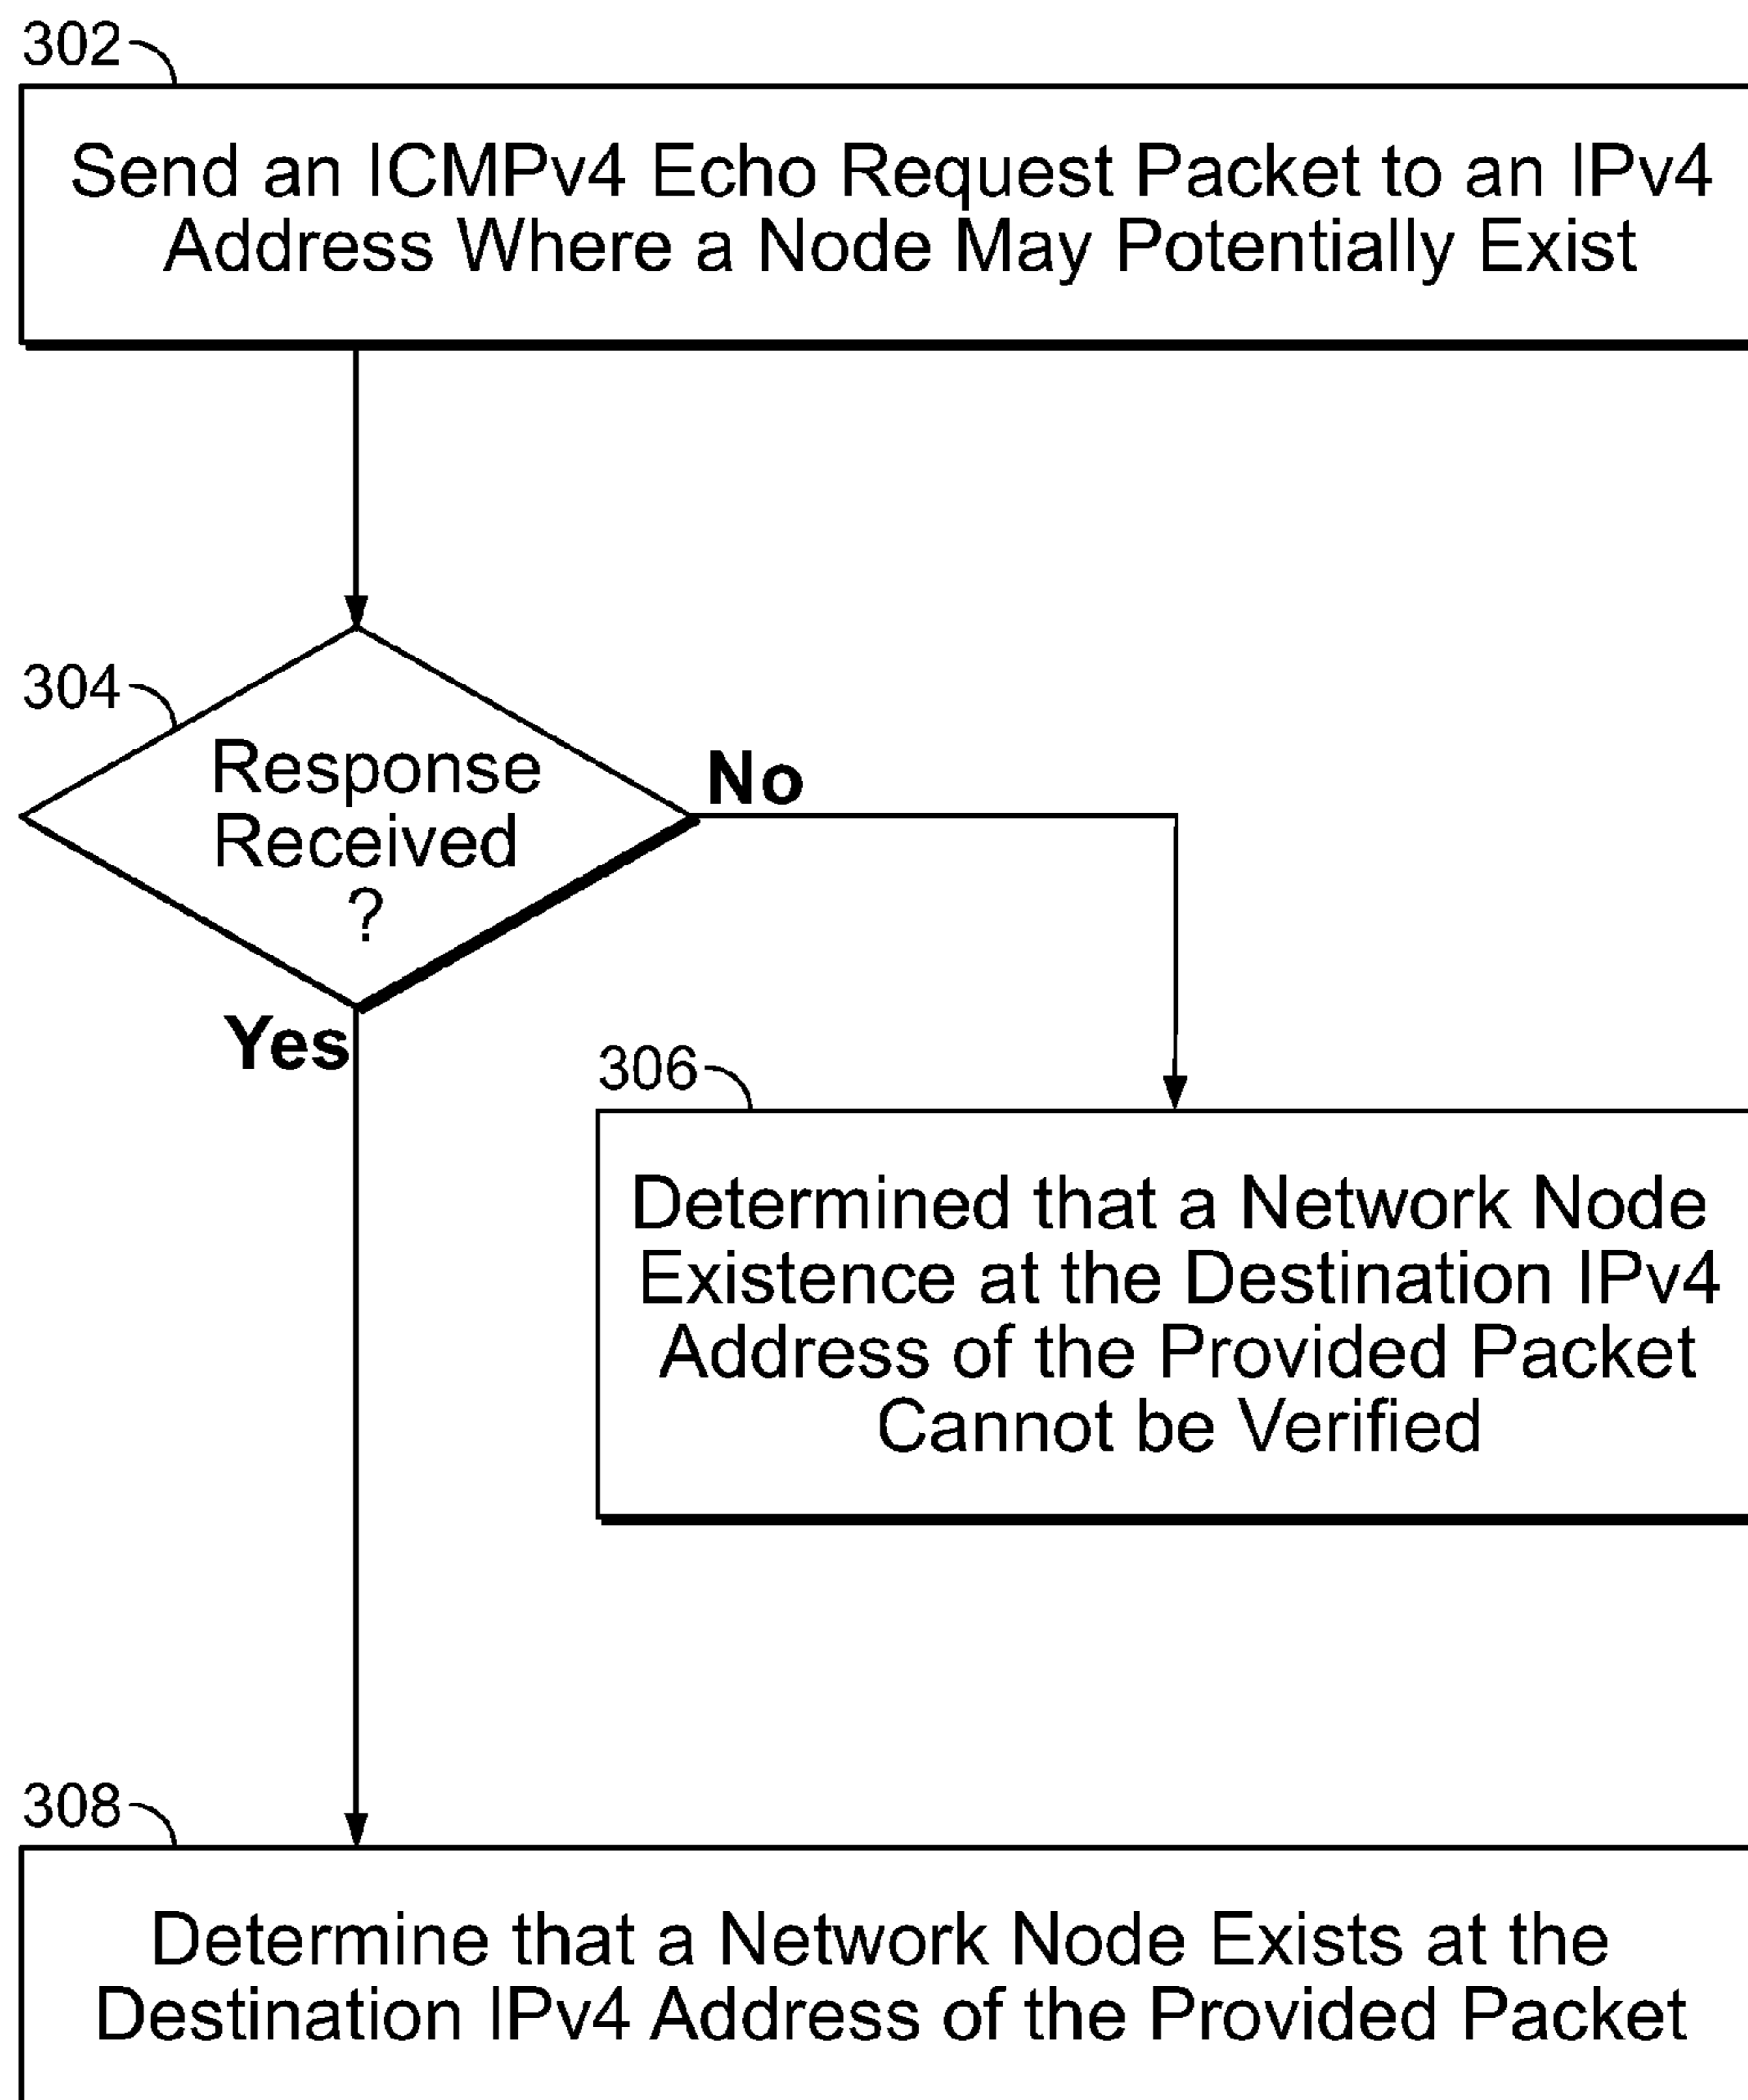 302
Send an ICMPv4 Echo Request Packet to an IPv4
Address Where a Node May Potentially Exist
304
Response
Received
?
No
Yes
306
Determined that a Network Node
Existence at the Destination IPv4
Address of the Provided Packet
Cannot be Verified
308
Determine that a Network Node Exists at the
Destination IPv4 Address of the Provided Packet